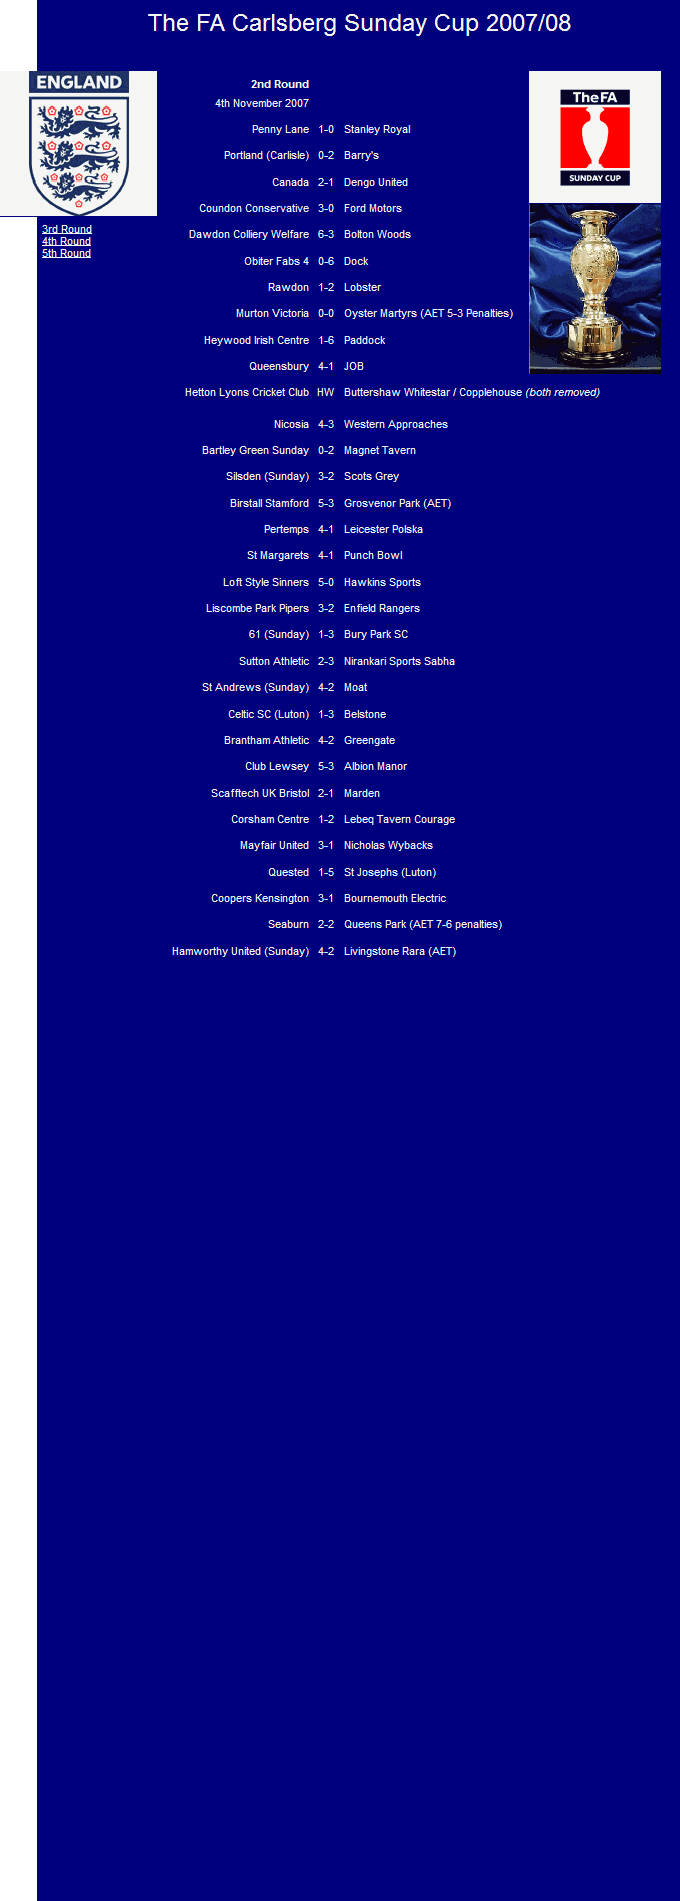 The FA Carlsberg Sunday Cup 2007/08
ENGLAND
TheFA
SUNDAY CUP
3rd Round
4th Round
5th Round
2nd Round
4th November 2007
Penny Lane 1-0 Stanley Royal
Portland (Carlisle) 0-2 Barry's
Canada 2-1 Dengo United
Coundon Conservative 3-0 Ford Motors
Dawdon Colliery Welfare 6-3 Bolton Woods
Obiter Fabs 4 0-6 Dock
Rawdon 1-2 Lobster
Murton Victoria 0-0 Oyster Martyrs (AET 5-3 Penalties)
Heywood Irish Centre 1-6 Paddock
Queensbury 4-1 JOB
Hetton Lyons Cricket Club HW Buttershaw Whitestar / Copplehouse (both removed)
Nicosia 4-3 Western Approaches
Bartley Green Sunday 0-2 Magnet Tavern
Silsden (Sunday) 3-2 Scots Grey
Birstall Stamford 5-3 Grosvenor Park (AET)
Pertemps 4-1 Leicester Polska
St Margarets 4-1 Punch Bowl
Loft Style Sinners 5-0 Hawkins Sports
Liscombe Park Pipers 3-2 Enfield Rangers
61 (Sunday) 1-3 Bury Park SC
Sutton Athletic 2-3 Nirankari Sports Sabha
St Andrews (Sunday) 4-2 Moat
Celtic SC (Luton) 1-3 Belstone
Brantham Athletic 4-2 Greengate
Club Lewsey 5-3 Albion Manor
Scafftech UK Bristol 2-1 Marden
Corsham Centre 1-2 Lebeq Tavern Courage
Mayfair United 3-1 Nicholas Wybacks
Quested 1-5 St Josephs (Luton)
Coopers Kensington 3-1 Bournemouth Electric
Seaburn 2-2 Queens Park (AET 7-6 penalties)
Hamworthy United (Sunday) 4-2 Livingstone Rara (AET)